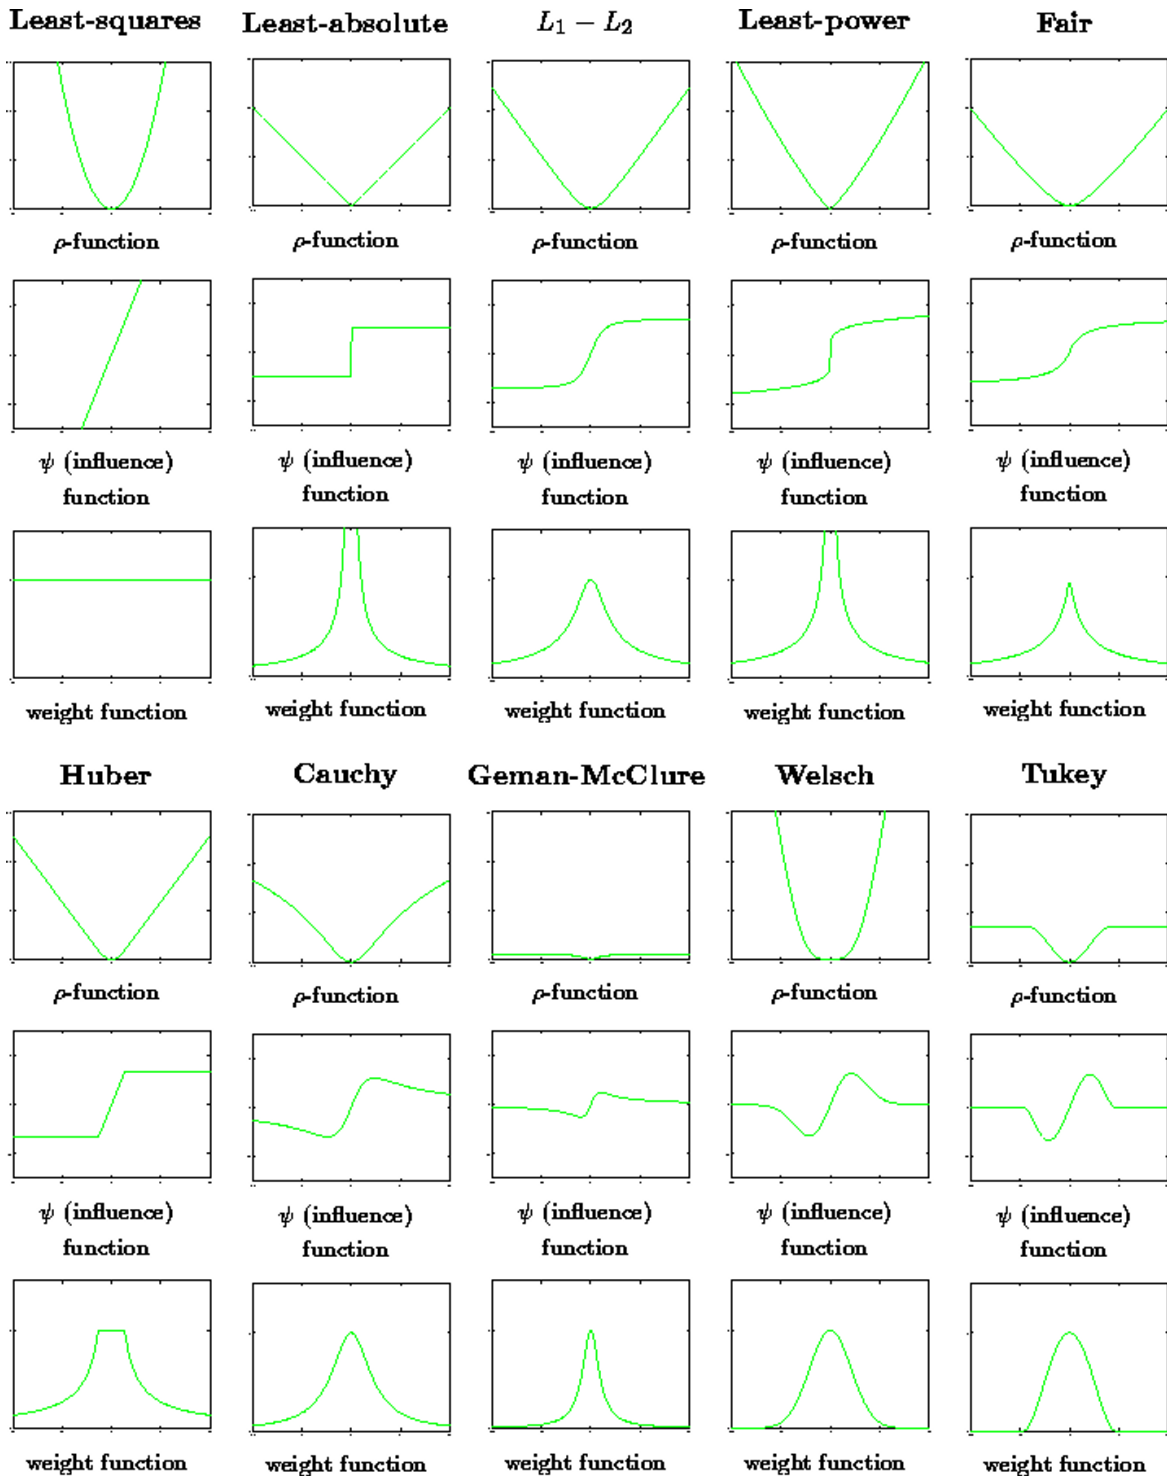 Least-squares Least-absolute L₁ − L₂ Least-power Fair
ρ-function ρ-function ρ-function ρ-function ρ-function
ψ (influence) ψ (influence) ψ (influence) ψ (influence) ψ (influence)
function function function function function
weight function weight function weight function weight function weight function
Huber Cauchy Geman-McClure Welsch Tukey
ρ-function ρ-function ρ-function ρ-function ρ-function
ψ (influence) ψ (influence) ψ (influence) ψ (influence) ψ (influence)
function function function function function
weight function weight function weight function weight function weight function